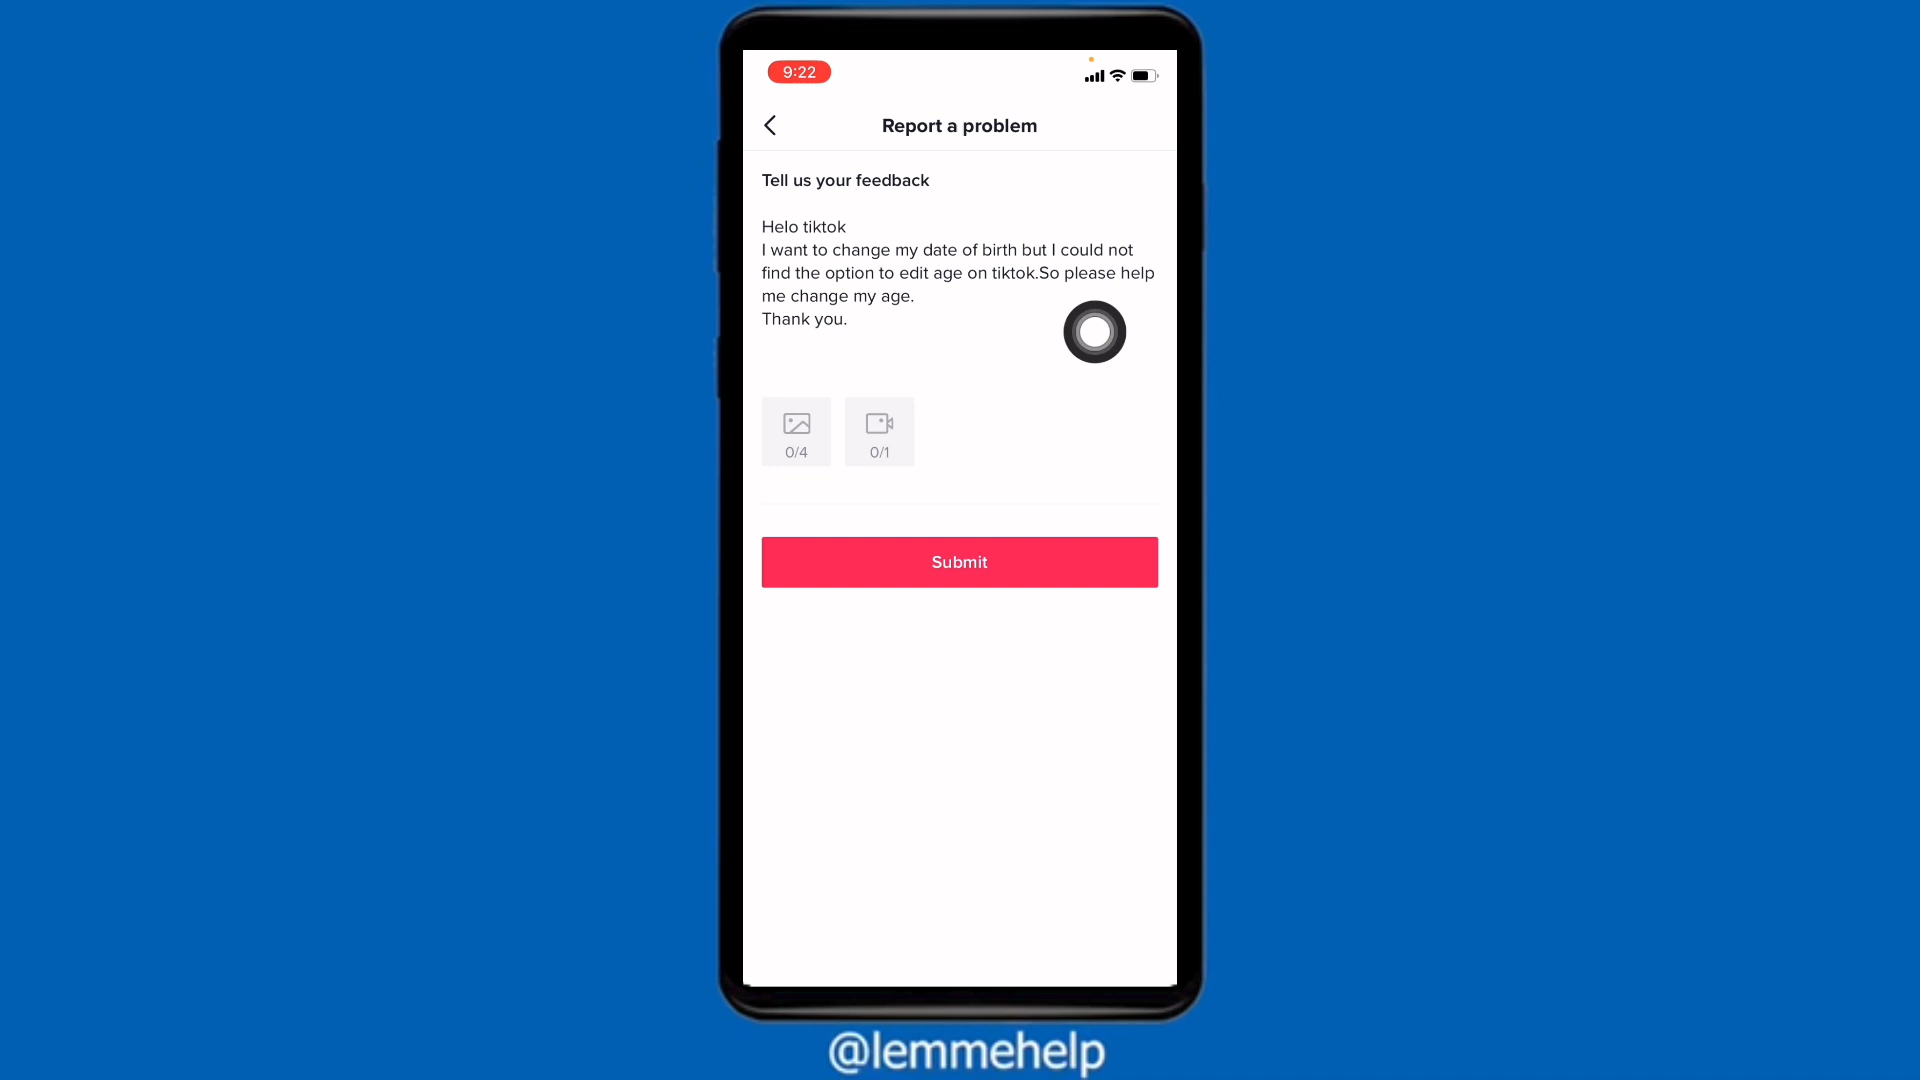 9:22
Report a problem
Tell us your feedback
Helo tiktok
I want to change my date of birth but I could not
find the option to edit age on tiktok.So please help
me change my age.
Thank you.
0/4
0/1
Submit
@lemmehelp